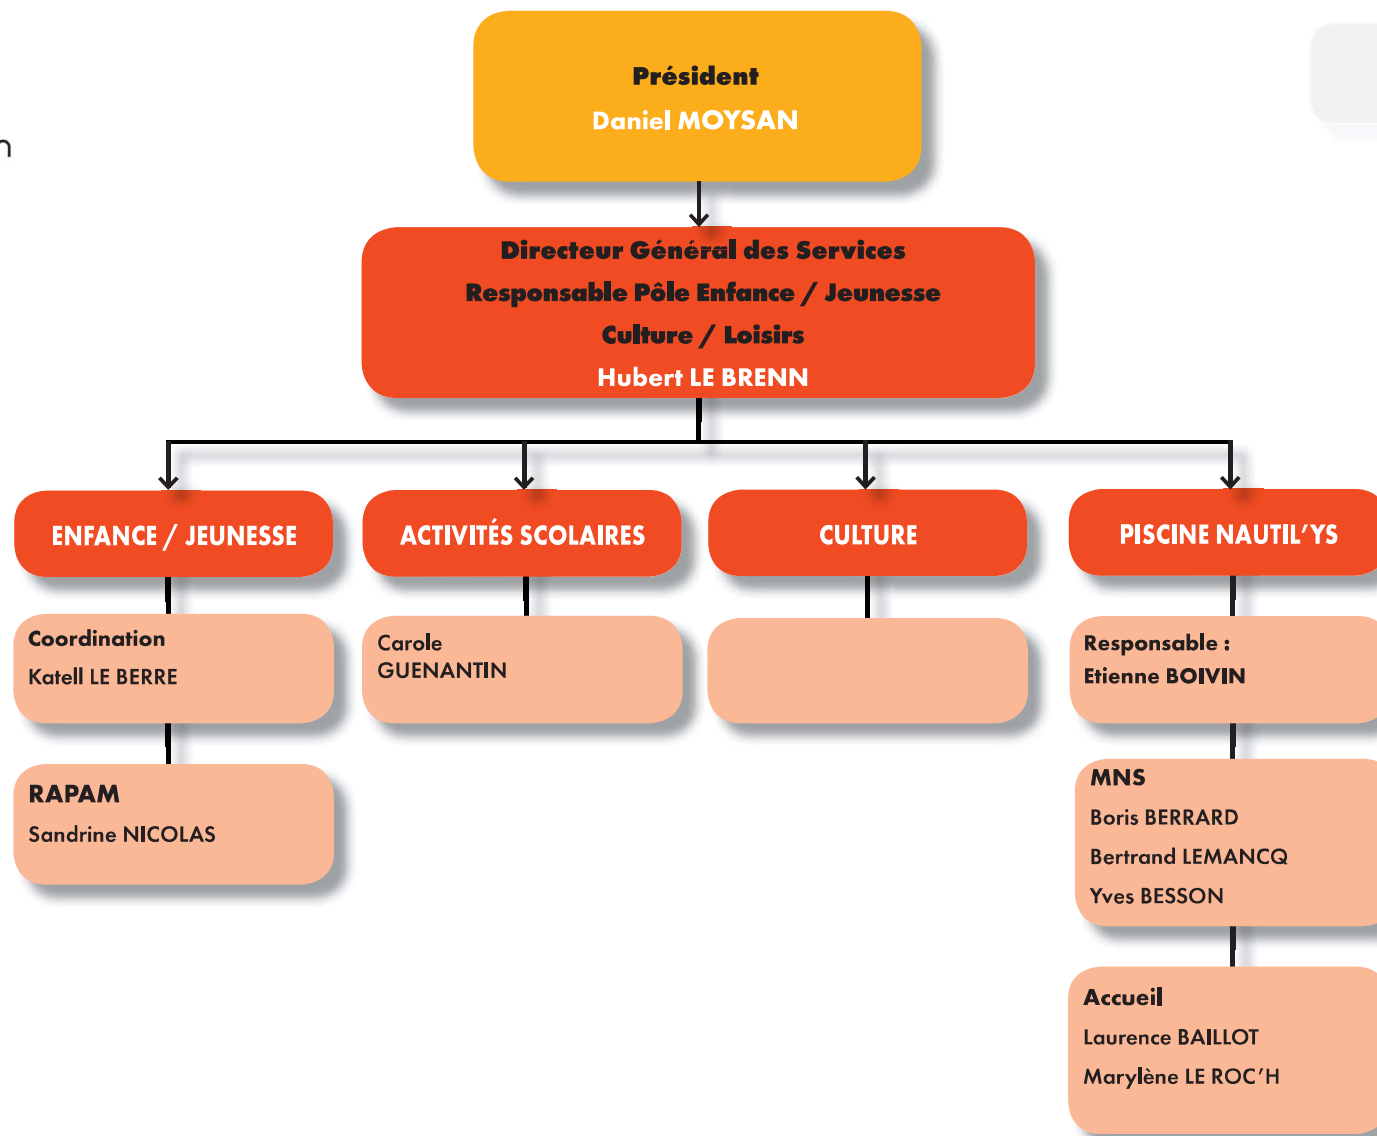 Président
Daniel MOYSAN
n
Directeur Général des Services
Responsable Pôle Enfance / Jeunesse
Culture / Loisirs
Hubert LE BRENN
ENFANCE / JEUNESSE
Coordination
Katell LE BERRE
RAPAM
Sandrine NICOLAS
ACTIVITÉS SCOLAIRES
Carole
GUENANTIN
CULTURE
PISCINE NAUTIL’YS
Responsable :
Etienne BOIVIN
MNS
Boris BERRARD
Bertrand LEMANCQ
Yves BESSON
Accueil
Laurence BAILLOT
Marylène LE ROC’H